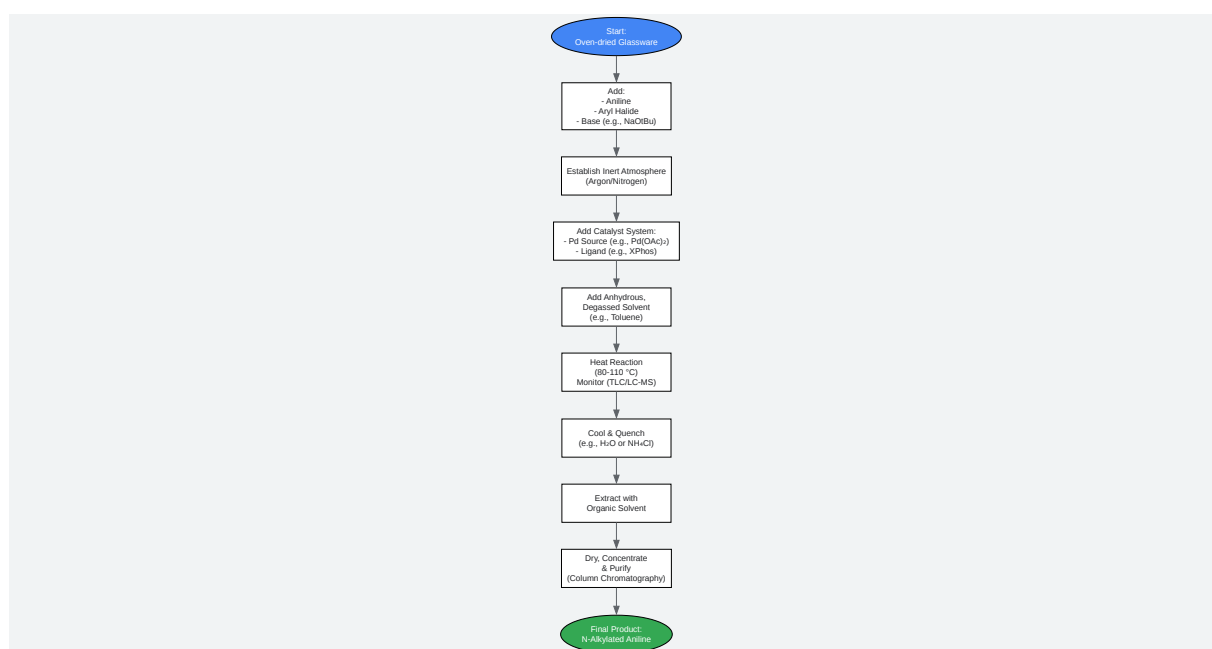 Start:
Oven-dried Glassware
Add:
- Aniline
- Aryl Halide
- Base (e.g., NaOtBu)
Establish Inert Atmosphere
(Argon/Nitrogen)
Add Catalyst System:
- Pd Source (e.g., Pd(OAc)₂)
- Ligand (e.g., XPhos)
Add Anhydrous,
Degassed Solvent
(e.g., Toluene)
Heat Reaction
(80-110 °C)
Monitor (TLC/LC-MS)
Cool & Quench
(e.g., H₂O or NH₄Cl)
Extract with
Organic Solvent
Dry, Concentrate
& Purify
(Column Chromatography)
Final Product:
N-Alkylated Aniline